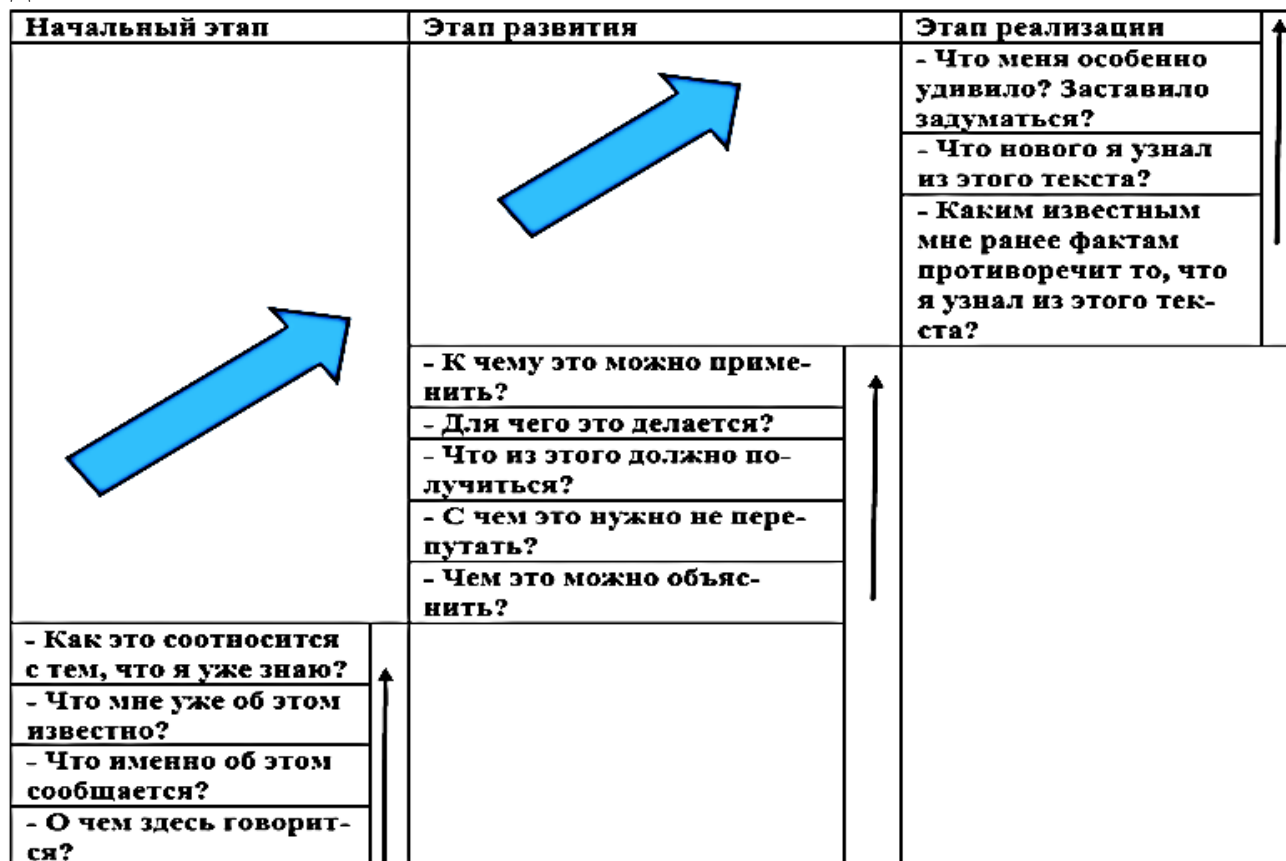 Начальный этап
Этап развития
Этап реализации
- Что меня особенно
удивило? Заставило
задуматься?
- Что нового я узнал
из этого текста?
- Каким известным
мне ранее фактам
противоречит то, что
я узнал из этого тек-
ста?
- К чему это можно приме-
нить?
- Для чего это делается?
- Что из этого должно по-
лучиться?
- С чем это нужно не пере-
путать?
- Чем это можно объяс-
нить?
- Как это соотносится
с тем, что я уже знаю?
- Что мне уже об этом
известно?
- Что именно об этом
сообщается?
- О чем здесь говорит-
ся?